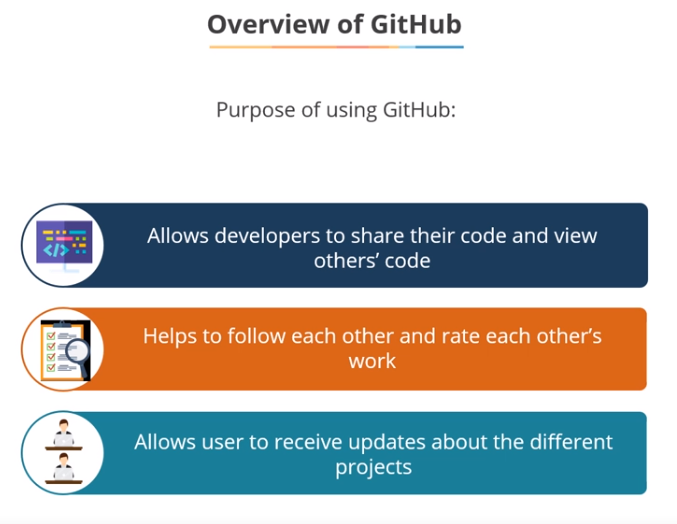 Overview of GitHub
Purpose of using GitHub:
Allows developers to share their code and view
others’ code
Helps to follow each other and rate each other’s
work
Allows user to receive updates about the different
projects